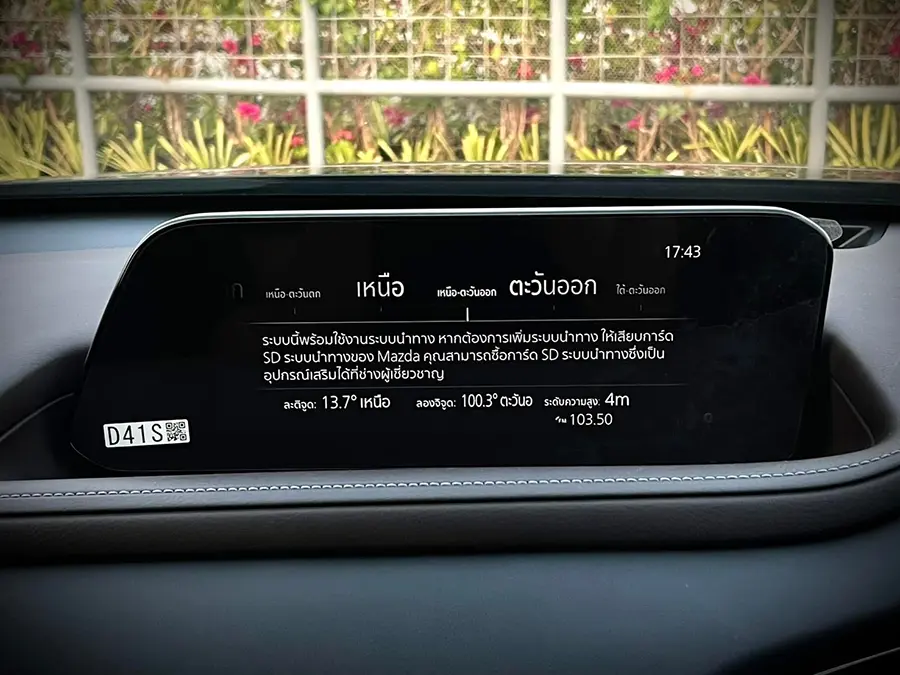 17:43
เหนือ-ตะวันตก เหนือ เหนือ-ตะวันออก ตะวันออก ใต้-ตะวันออก
ระบบนี้พร้อมใช้งานระบบนำทาง หากต้องการเพิ่มระบบนำทาง ให้เสียบการ์ด
SD ระบบนำทางของ Mazda คุณสามารถซื้อการ์ด SD ระบบนำทางซึ่งเป็น
อุปกรณ์เสริมได้ที่ช่างผู้เชี่ยวชาญ
ละติจูด: 13.7° เหนือ ลองจิจูด: 100.3° ตะวันอ ระดับความสูง: 4m
FM 103.50
D41S